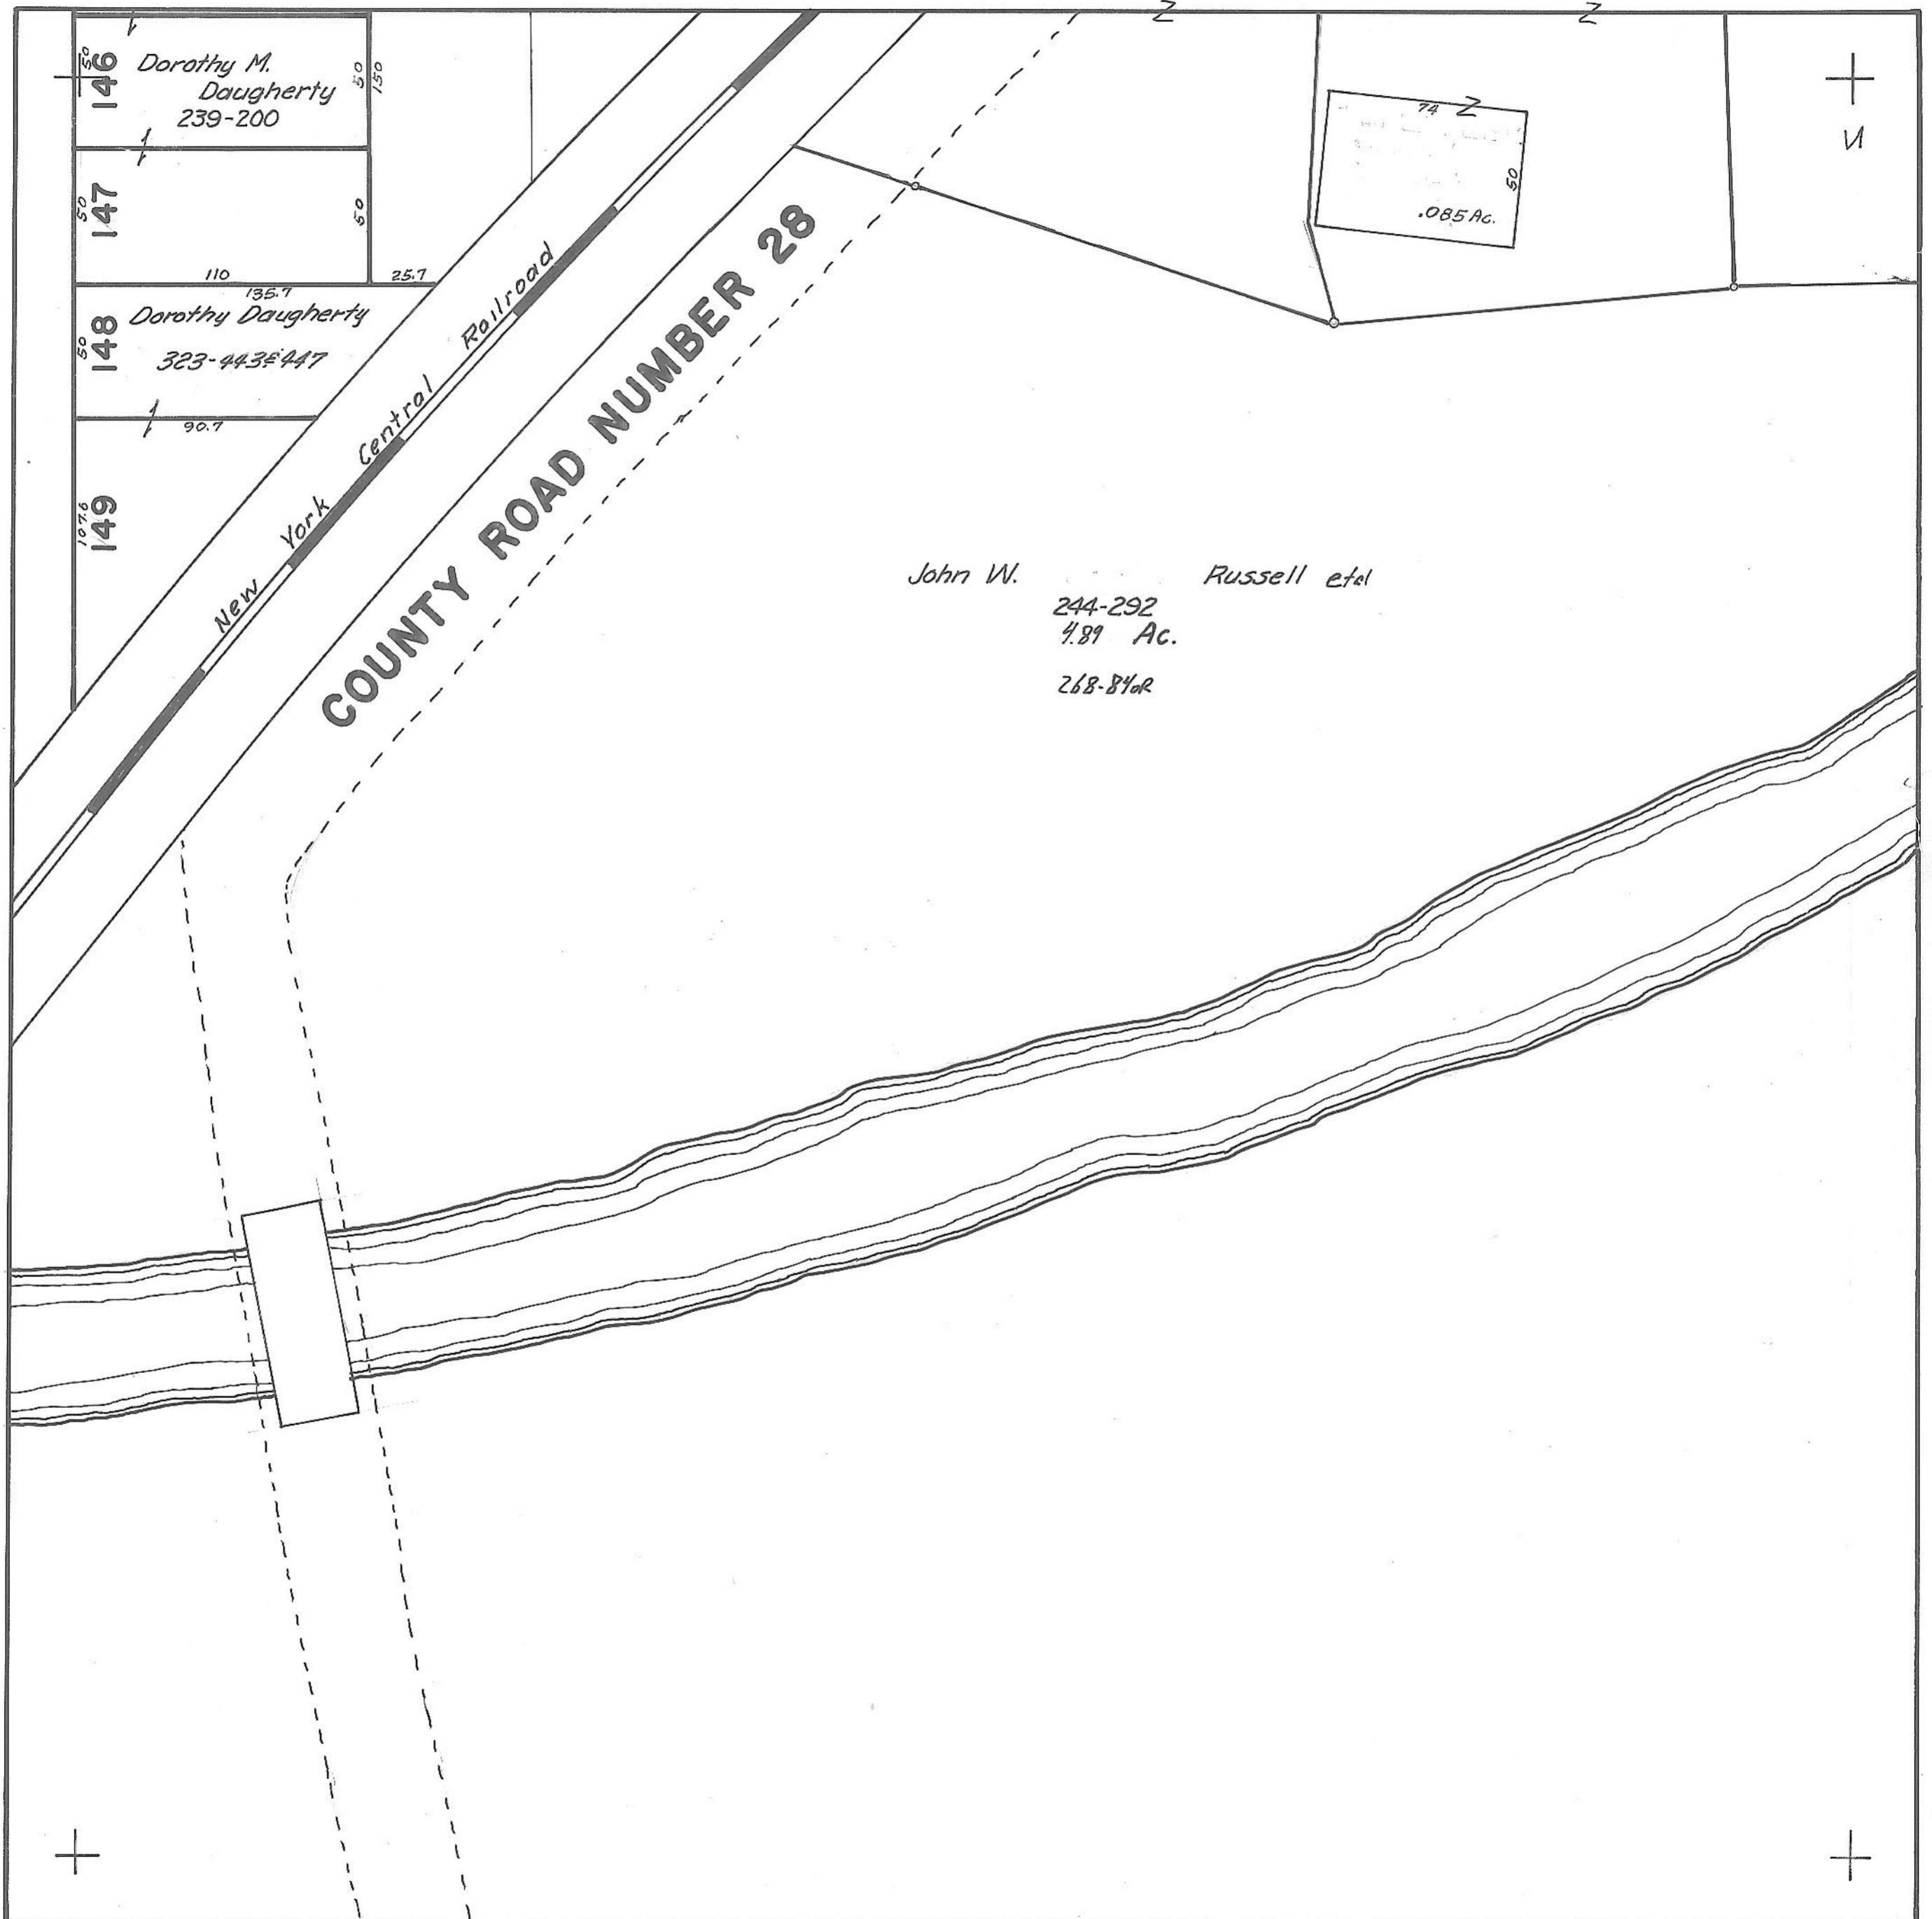 146
50
Dorothy M.
Daugherty
239-200
50
150
147
50
50
110
25.7
135.7
148
50
Dorothy Daugherty
323-443&447
90.7
149
107.6
New York Central Railroad
COUNTY ROAD NUMBER 28
74
50
.085 Ac.
John W. Russell etal
244-292
4.89 Ac.